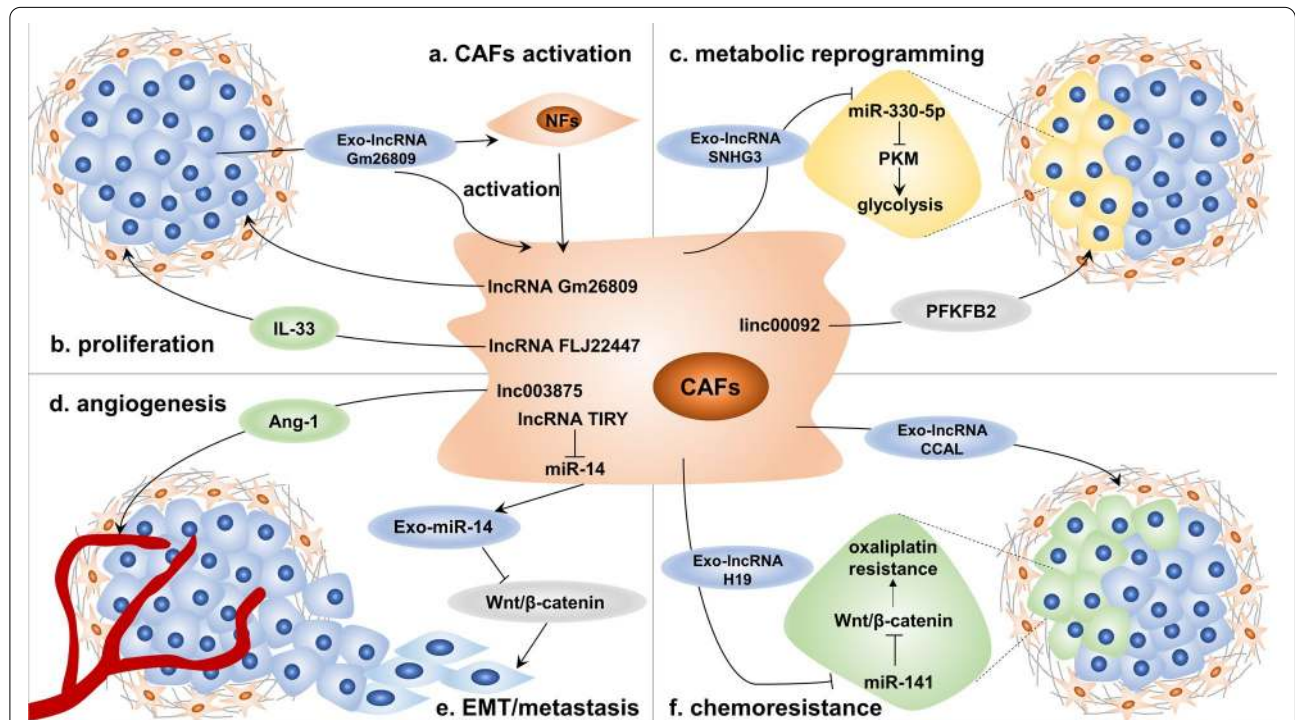 a. CAFs activation
Exo-lncRNA
Gm26809
NFs
activation
lncRNA Gm26809
IL-33
lncRNA FLJ22447
b. proliferation
c. metabolic reprogramming
Exo-lncRNA
SNHG3
miR-330-5p
PKM
glycolysis
linc00092
PFKFB2
CAFs
d. angiogenesis
Ang-1
lnc003875
lncRNA TIRY
miR-14
Exo-miR-14
Wnt/β-catenin
e. EMT/metastasis
Exo-lncRNA
CCAL
Exo-lncRNA
H19
oxaliplatin
resistance
Wnt/β-catenin
miR-141
f. chemoresistance